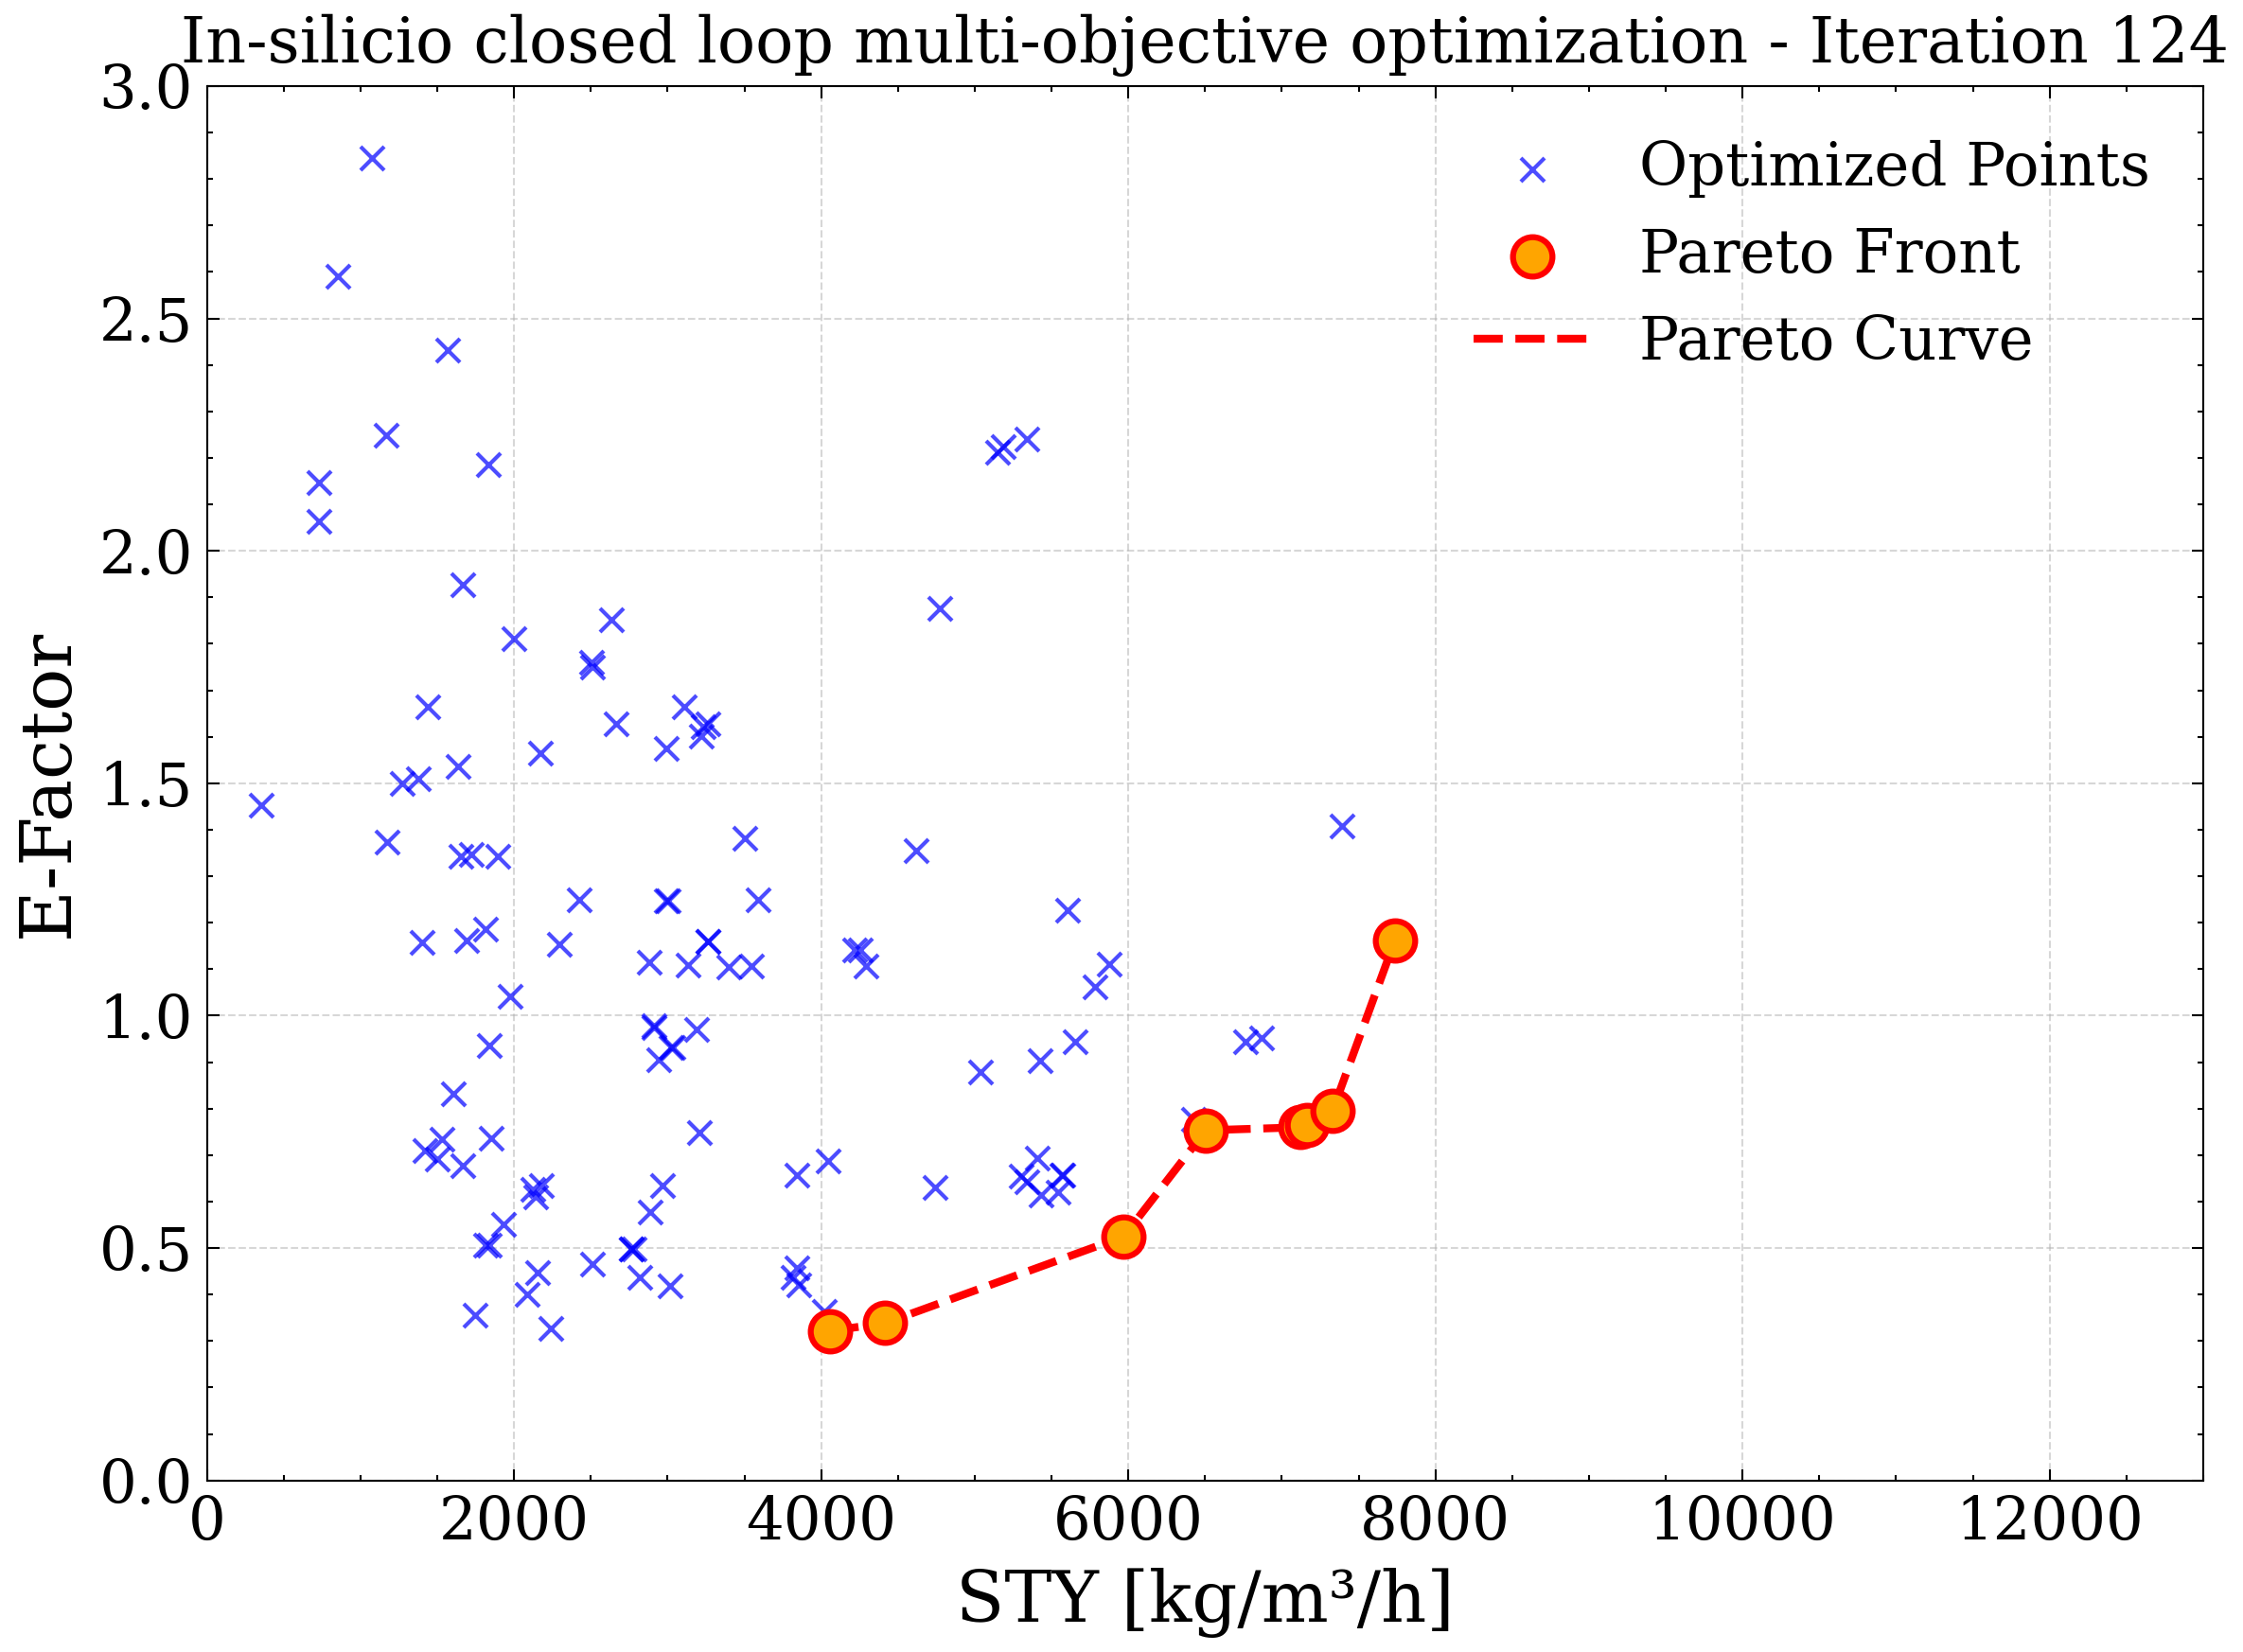 In-silicio closed loop multi-objective optimization - Iteration 124
3.0
2.5
2.0
1.5
1.0
0.5
0.0
E-Factor
Optimized Points
Pareto Front
Pareto Curve
0 2000 4000 6000 8000 10000 12000
STY [kg/m³/h]